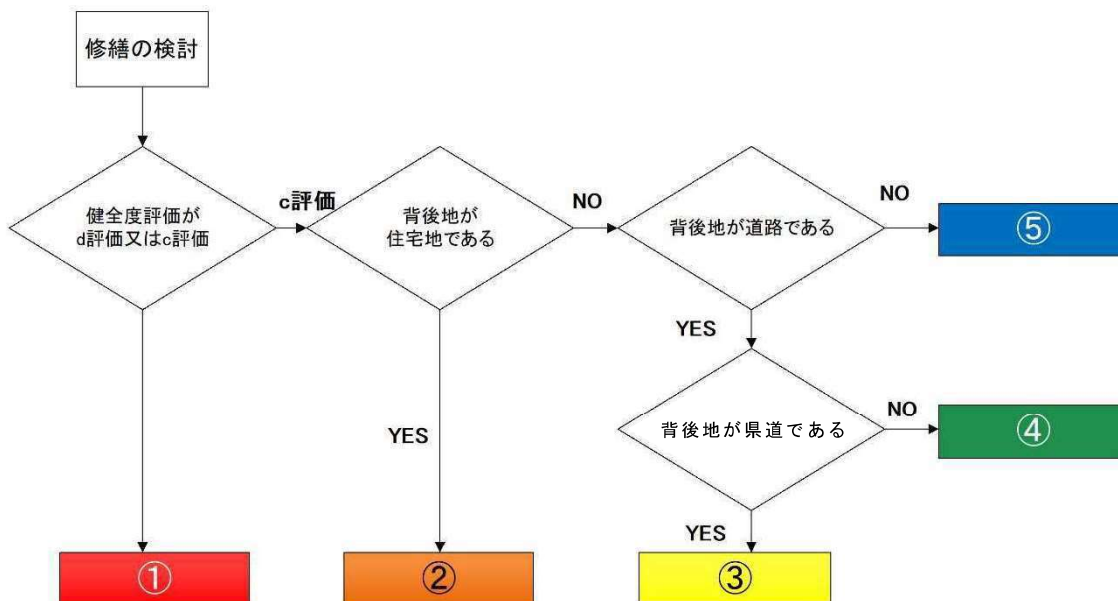 修繕の検討
健全度評価が
d評価又はc評価
c評価
背後地が
住宅地である
NO
背後地が道路である
NO
⑤
YES
YES
背後地が県道である
NO
④
YES
①
②
③